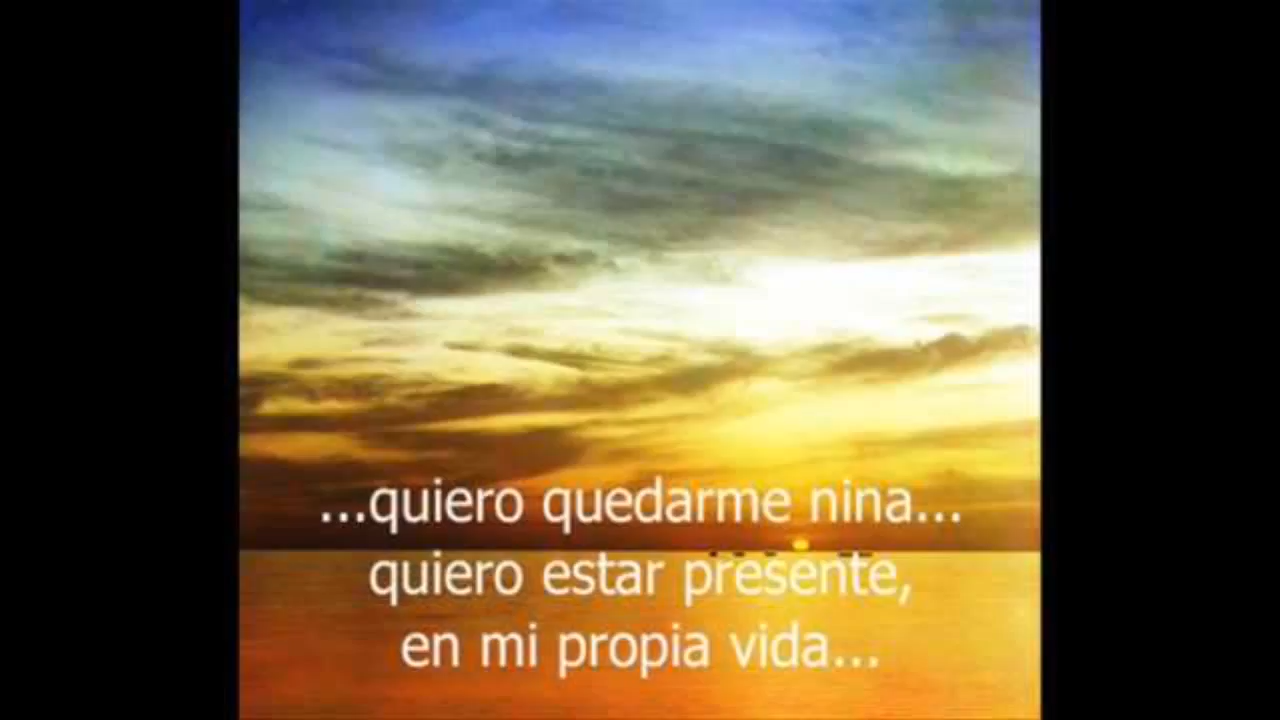 ...quiero quedarme nina...
quiero estar presente,
en mi propia vida...